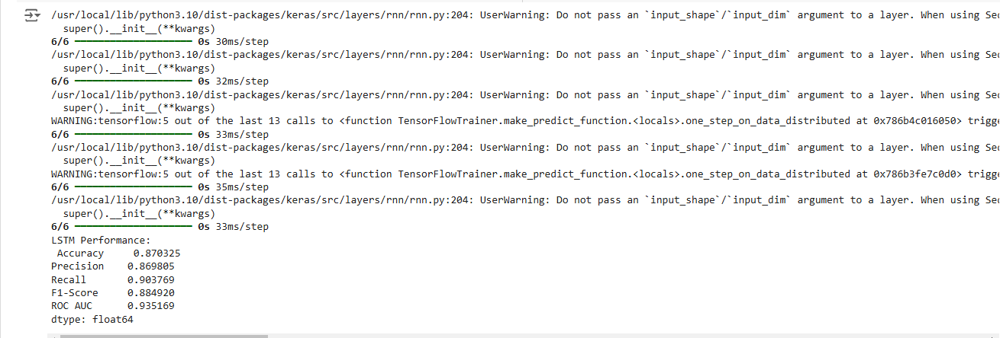 /usr/local/lib/python3.10/dist-packages/keras/src/layers/rnn/rnn.py:204: UserWarning: Do not pass an `input_shape`/`input_dim` argument to a layer. When using Sec
super().__init__(**kwargs)
6/6 ━━━━━━━━━━━━━━━━━━━━ 0s 30ms/step
/usr/local/lib/python3.10/dist-packages/keras/src/layers/rnn/rnn.py:204: UserWarning: Do not pass an `input_shape`/`input_dim` argument to a layer. When using Sec
super().__init__(**kwargs)
6/6 ━━━━━━━━━━━━━━━━━━━━ 0s 32ms/step
/usr/local/lib/python3.10/dist-packages/keras/src/layers/rnn/rnn.py:204: UserWarning: Do not pass an `input_shape`/`input_dim` argument to a layer. When using Sec
super().__init__(**kwargs)
WARNING:tensorflow:5 out of the last 13 calls to <function TensorFlowTrainer.make_predict_function.<locals>.one_step_on_data_distributed at 0x786b4c016050> trigge
6/6 ━━━━━━━━━━━━━━━━━━━━ 0s 33ms/step
/usr/local/lib/python3.10/dist-packages/keras/src/layers/rnn/rnn.py:204: UserWarning: Do not pass an `input_shape`/`input_dim` argument to a layer. When using Sec
super().__init__(**kwargs)
WARNING:tensorflow:5 out of the last 13 calls to <function TensorFlowTrainer.make_predict_function.<locals>.one_step_on_data_distributed at 0x786b3fe7c0d0> trigge
6/6 ━━━━━━━━━━━━━━━━━━━━ 0s 35ms/step
/usr/local/lib/python3.10/dist-packages/keras/src/layers/rnn/rnn.py:204: UserWarning: Do not pass an `input_shape`/`input_dim` argument to a layer. When using Sec
super().__init__(**kwargs)
6/6 ━━━━━━━━━━━━━━━━━━━━ 0s 33ms/step
LSTM Performance:
Accuracy 0.870325
Precision 0.869805
Recall 0.903769
F1-Score 0.884920
ROC AUC 0.935169
dtype: float64